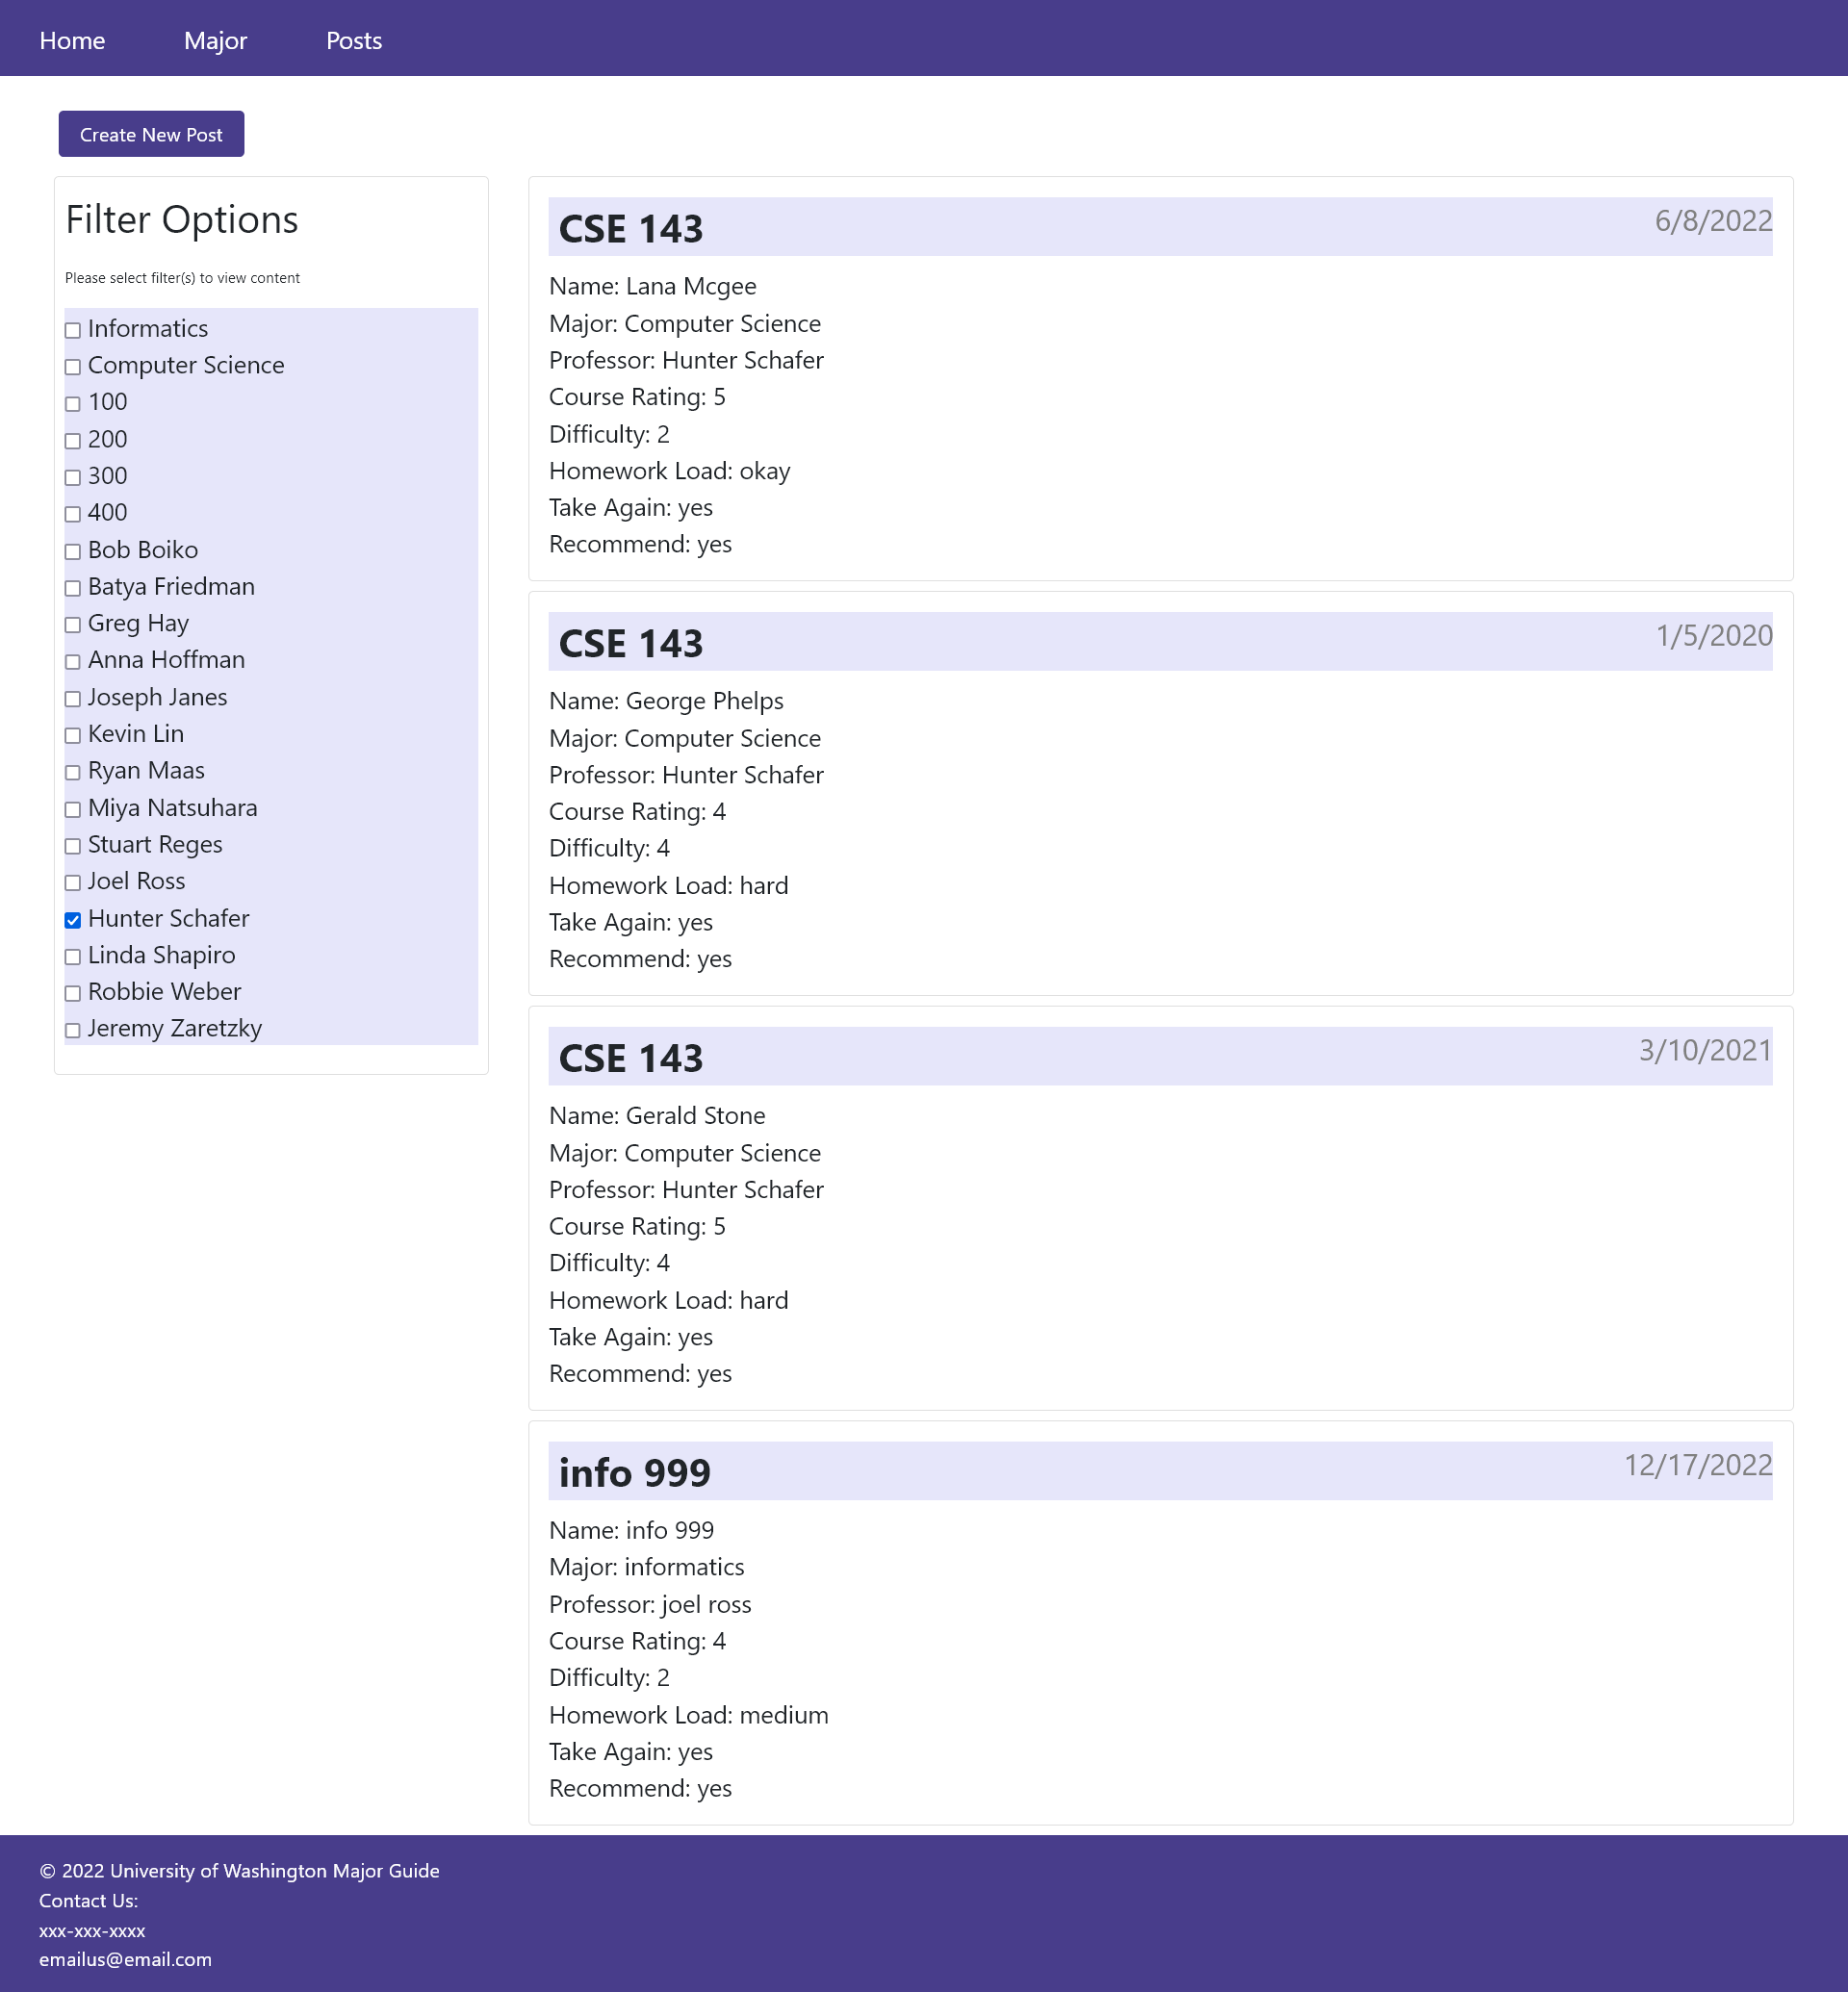 Home Major Posts
Create New Post
Filter Options
Please select filter(s) to view content
Informatics
Computer Science
100
200
300
400
Bob Boiko
Batya Friedman
Greg Hay
Anna Hoffman
Joseph Janes
Kevin Lin
Ryan Maas
Miya Natsuhara
Stuart Reges
Joel Ross
Hunter Schafer
Linda Shapiro
Robbie Weber
Jeremy Zaretzky
CSE 143 6/8/2022
Name: Lana Mcgee
Major: Computer Science
Professor: Hunter Schafer
Course Rating: 5
Difficulty: 2
Homework Load: okay
Take Again: yes
Recommend: yes
CSE 143 1/5/2020
Name: George Phelps
Major: Computer Science
Professor: Hunter Schafer
Course Rating: 4
Difficulty: 4
Homework Load: hard
Take Again: yes
Recommend: yes
CSE 143 3/10/2021
Name: Gerald Stone
Major: Computer Science
Professor: Hunter Schafer
Course Rating: 5
Difficulty: 4
Homework Load: hard
Take Again: yes
Recommend: yes
info 999 12/17/2022
Name: info 999
Major: informatics
Professor: joel ross
Course Rating: 4
Difficulty: 2
Homework Load: medium
Take Again: yes
Recommend: yes
© 2022 University of Washington Major Guide
Contact Us:
xxx-xxx-xxxx
emailus@email.com